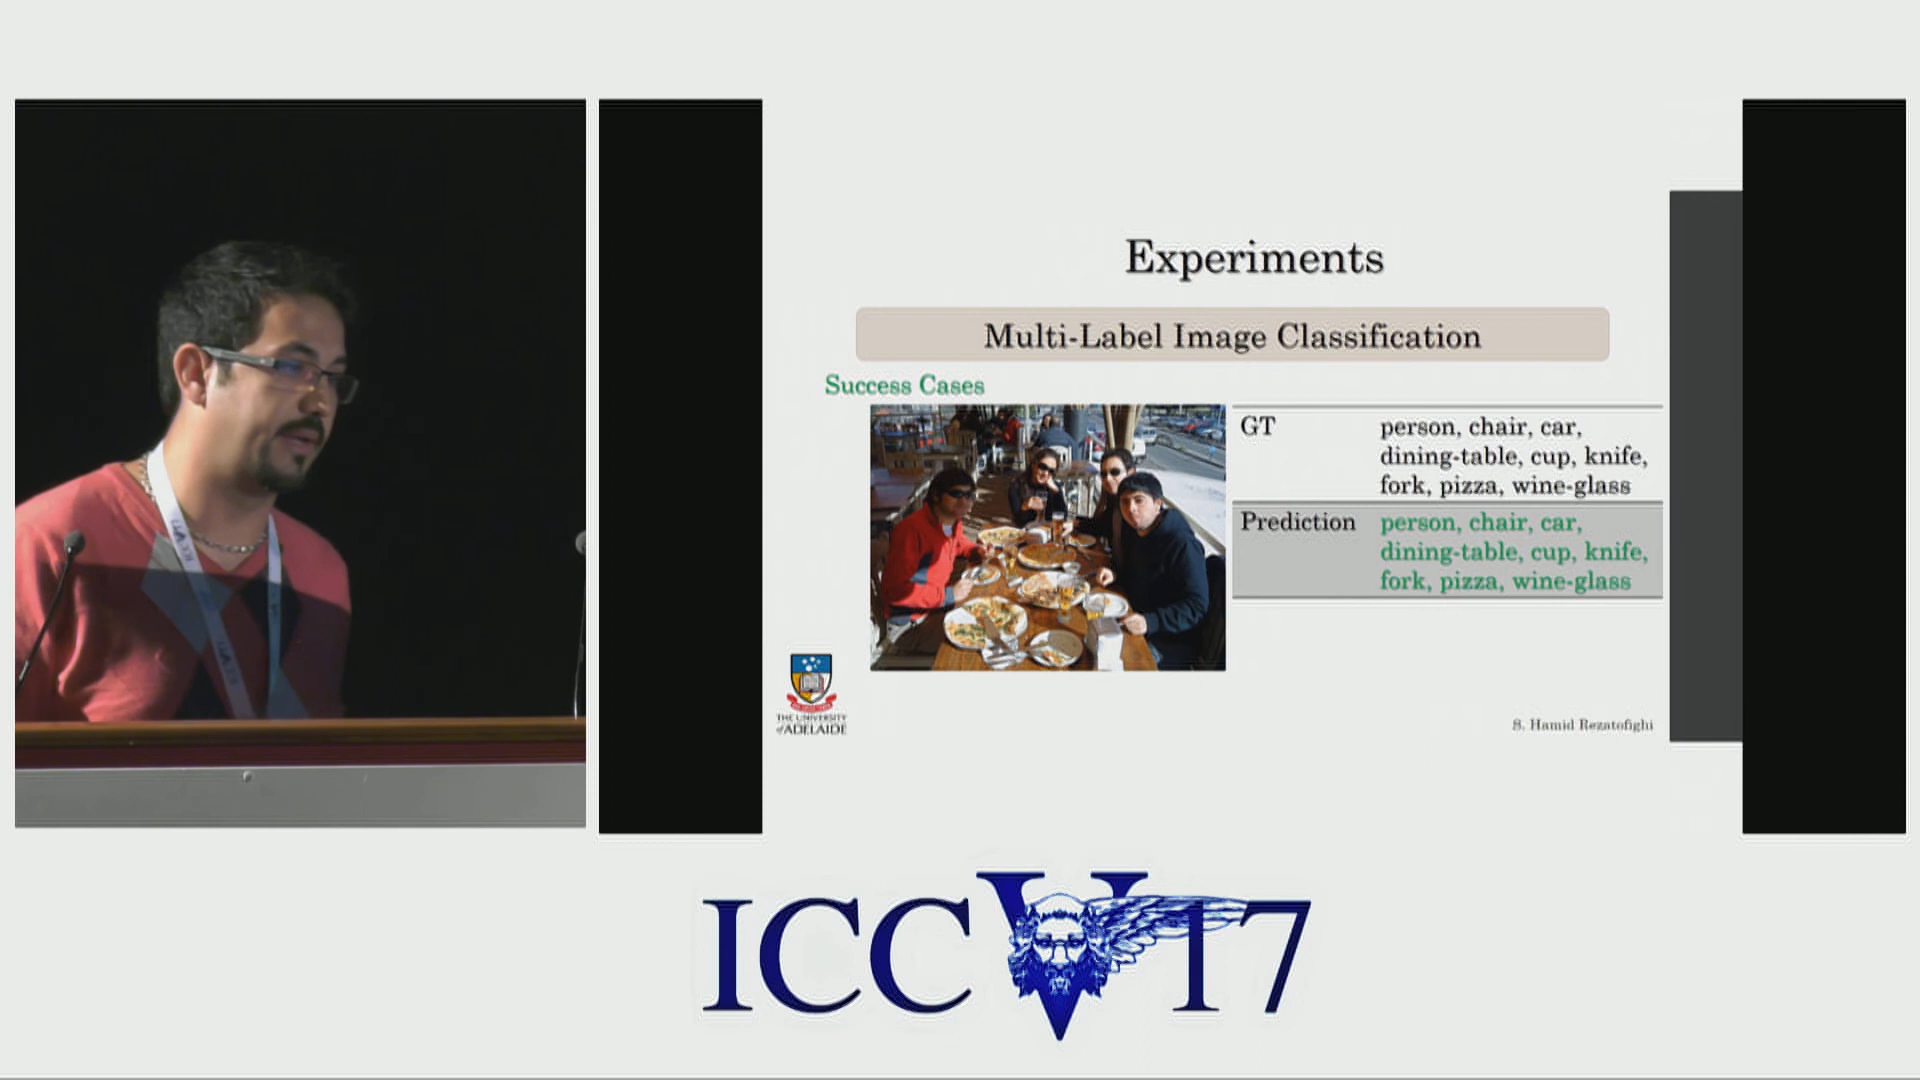 Experiments
Multi-Label Image Classification
Success Cases
GT
person, chair, car,
dining-table, cup, knife,
fork, pizza, wine-glass
Prediction
person, chair, car,
dining-table, cup, knife,
fork, pizza, wine-glass
THE UNIVERSITY
of ADELAIDE
S. Hamid Rezatofighi
ICCV17